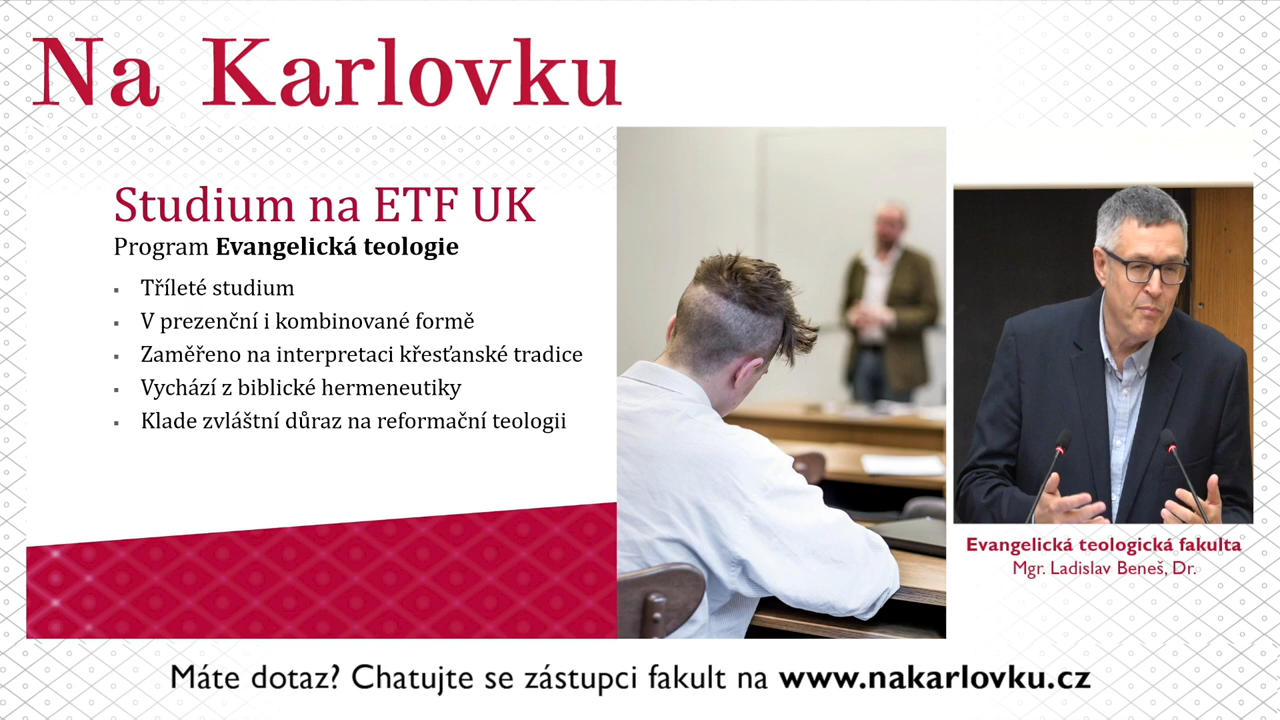 Na Karlovku
Studium na ETF UK
Program Evangelická teologie
▪ Tříleté studium
▪ V prezenční i kombinované formě
▪ Zaměřeno na interpretaci křesťanské tradice
▪ Vychází z biblické hermeneutiky
▪ Klade zvláštní důraz na reformační teologii
Evangelická teologická fakulta
Mgr. Ladislav Beneš, Dr.
Máte dotaz? Chatujte se zástupci fakult na www.nakarlovku.cz